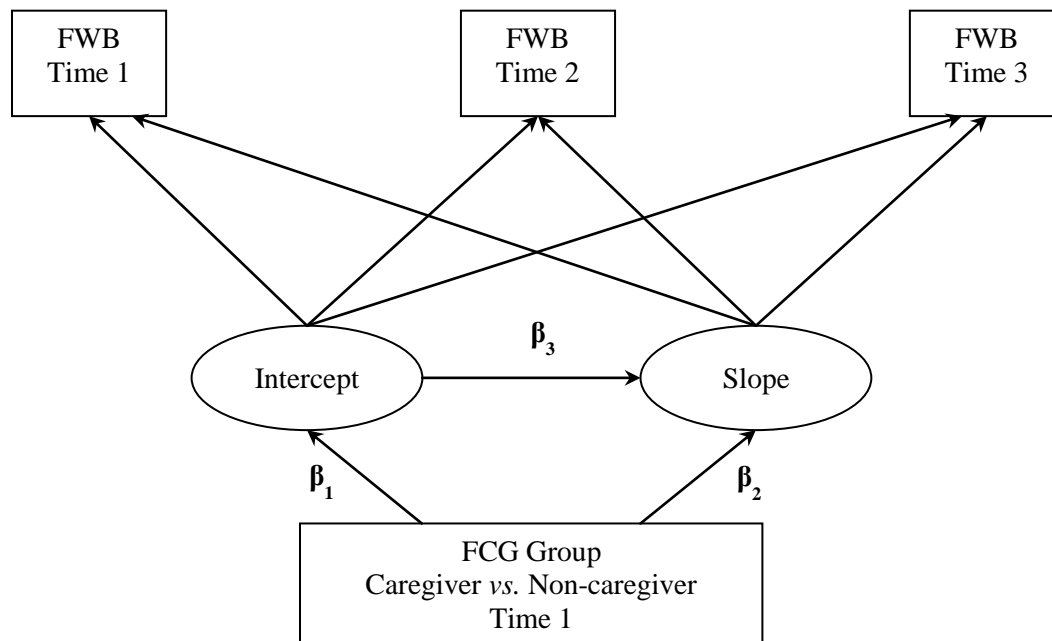 FWB
Time 1
FWB
Time 2
FWB
Time 3
β3
Intercept
Slope
β1
β2
FCG Group
Caregiver vs. Non-caregiver
Time 1